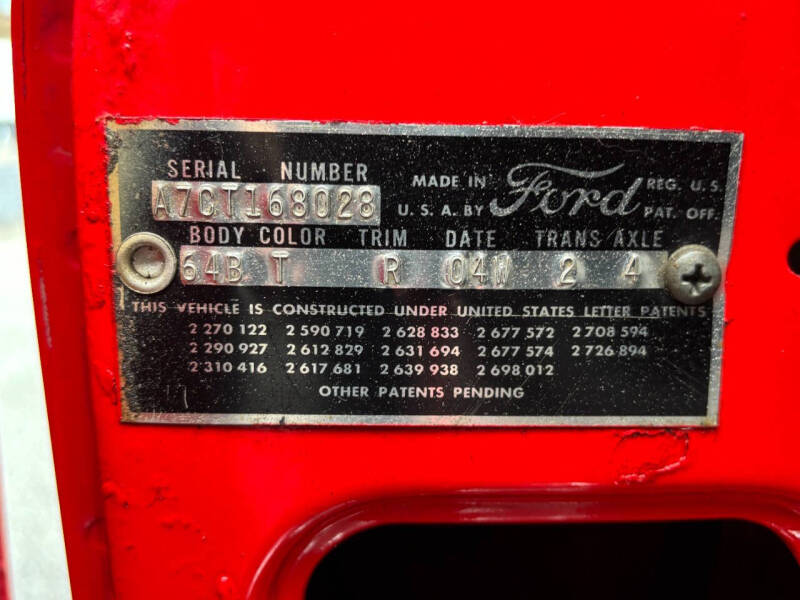 SERIAL NUMBER
A7CT168028
MADE IN Ford REG. U. S.
U. S. A. BY PAT. OFF.
BODY COLOR TRIM DATE TRANS AXLE
64B T R 04W 2 4
THIS VEHICLE IS CONSTRUCTED UNDER UNITED STATES LETTER PATENTS
2 270 122 2 590 719 2 628 833 2 677 572 2 708 594
2 290 927 2 612 829 2 631 694 2 677 574 2 726 894
2 310 416 2 617 681 2 639 938 2 698 012
OTHER PATENTS PENDING